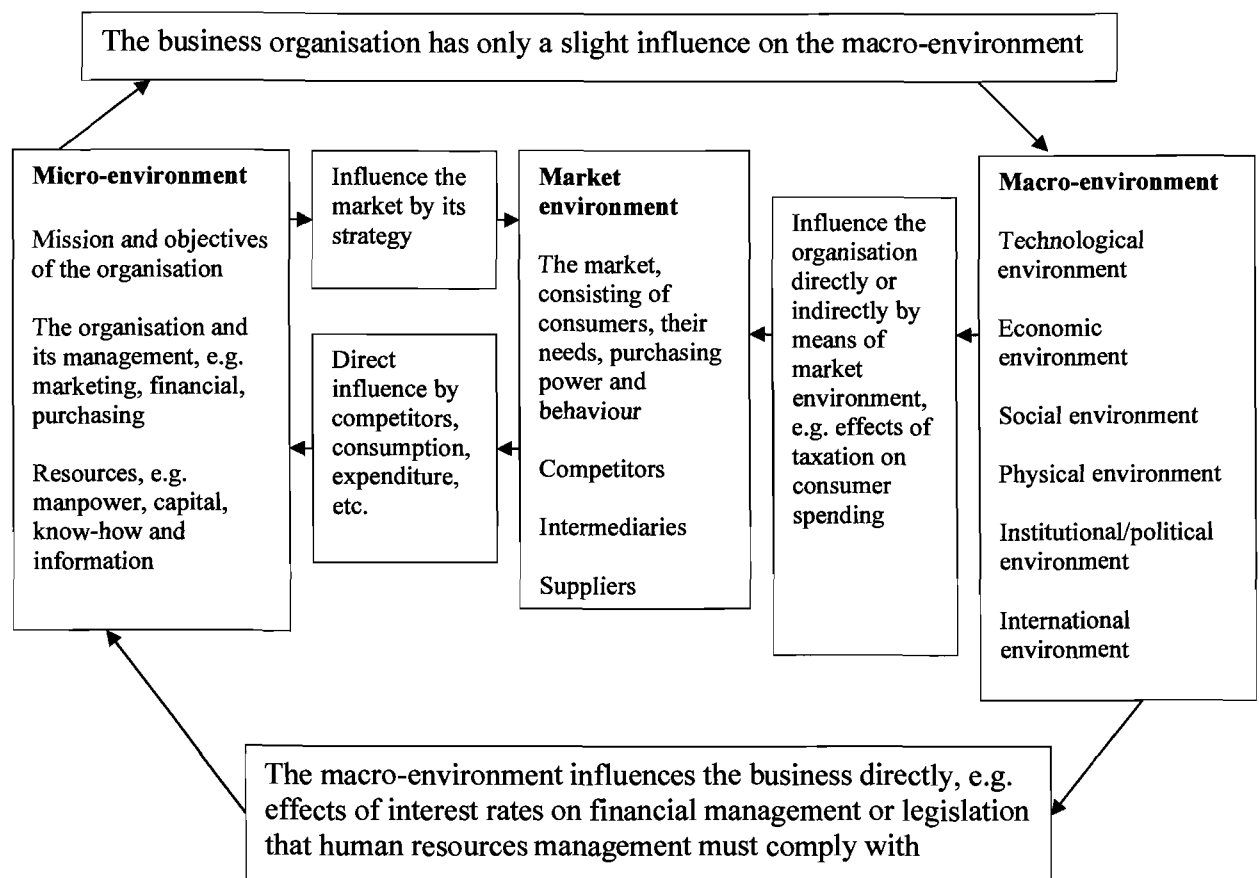 The business organisation has only a slight influence on the macro-environment
Micro-environment
Mission and objectives
of the organisation
The organisation and
its management, e.g.
marketing, financial,
purchasing
Resources, e.g.
manpower, capital,
know-how and
information
Influence the
market by its
strategy
Direct
influence by
competitors,
consumption,
expenditure,
etc.
Market
environment
The market,
consisting of
consumers, their
needs, purchasing
power and
behaviour
Competitors
Intermediaries
Suppliers
Influence the
organisation
directly or
indirectly by
means of
market
environment,
e.g. effects of
taxation on
consumer
spending
Macro-environment
Technological
environment
Economic
environment
Social environment
Physical environment
Institutional/political
environment
International
environment
The macro-environment influences the business directly, e.g.
effects of interest rates on financial management or legislation
that human resources management must comply with